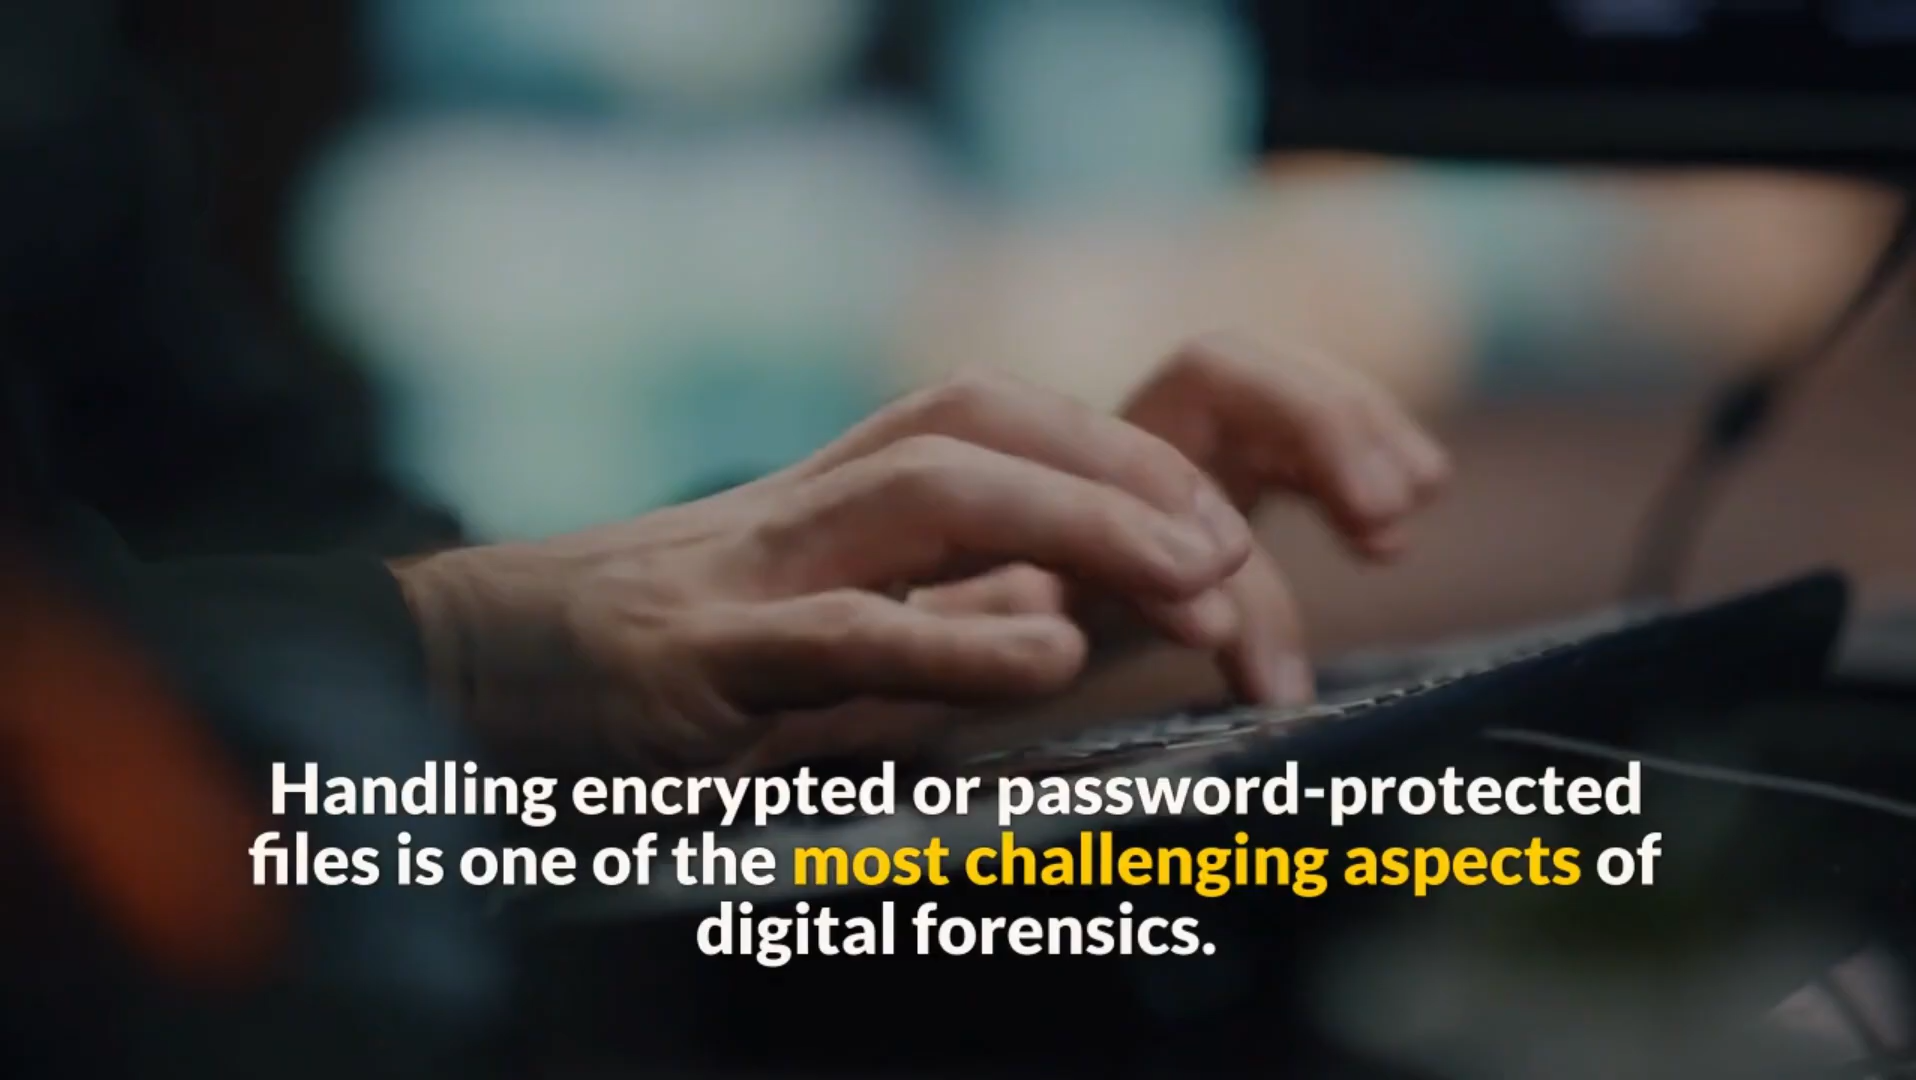 Handling encrypted or password-protected
files is one of the most challenging aspects of
digital forensics.